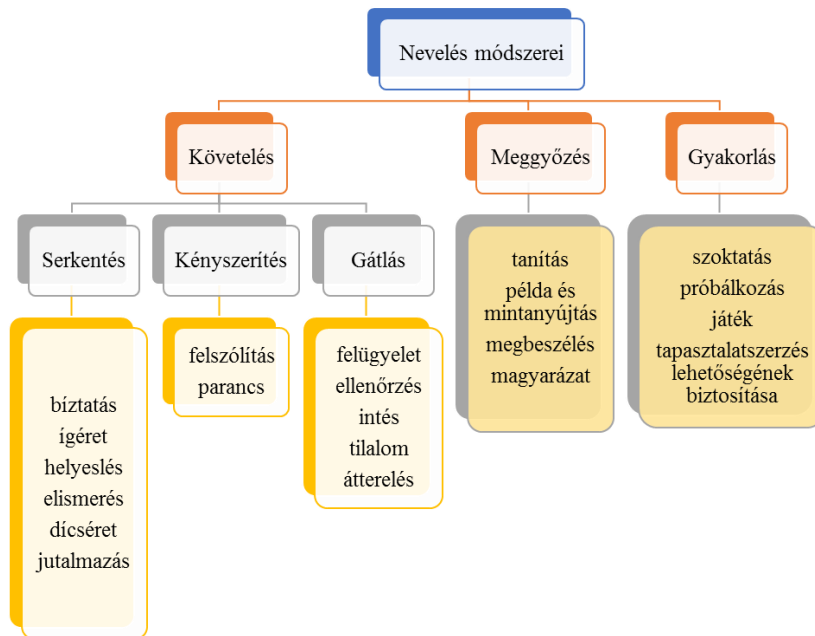 Nevelés módszerei
Követelés
Meggyőzés
Gyakorlás
Serkentés
Kényszerítés
Gátlás
bíztatás
ígéret
helyeslés
elismerés
dícséret
jutalmazás
felszólítás
parancs
felügyelet
ellenőrzés
intés
tilalom
átterelés
tanítás
példa és
mintanyújtás
megbeszélés
magyarázat
szoktatás
próbálkozás
játék
tapasztalatszerzés
lehetőségének
biztosítása